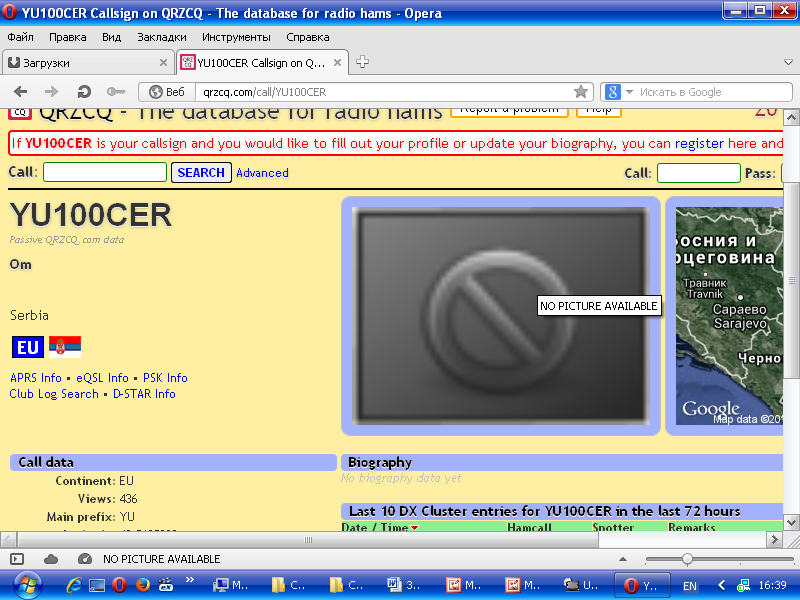 YU100CER Callsign on QRZCQ - The database for radio hams - Opera
Файл Правка Вид Закладки Инструменты Справка
Загрузки
YU100CER Callsign on Q...
Веб
qrzcq.com/call/YU100CER
Искать в Google
QRZCQ - The database for radio hams
Report a problem
Help
If YU100CER is your callsign and you would like to fill out your profile or update your biography, you can register here and
Call:
SEARCH
Advanced
Call:
Pass:
YU100CER
Passive QRZCQ.com data
Om
Serbia
EU
APRS Info • eQSL Info • PSK Info
Club Log Search • D-STAR Info
NO PICTURE AVAILABLE
Травник
Travnik
Сараево
Sarajevo
Черно
Google
Map data ©20
Call data
Continent: EU
Views: 436
Main prefix: YU
Biography
No biography data yet
Last 10 DX Cluster entries for YU100CER in the last 72 hours
Date / Time Hamcall Spotter Remarks
NO PICTURE AVAILABLE
M.. C.. C.. З.. M.. M.. U.. Y..
EN
16:39